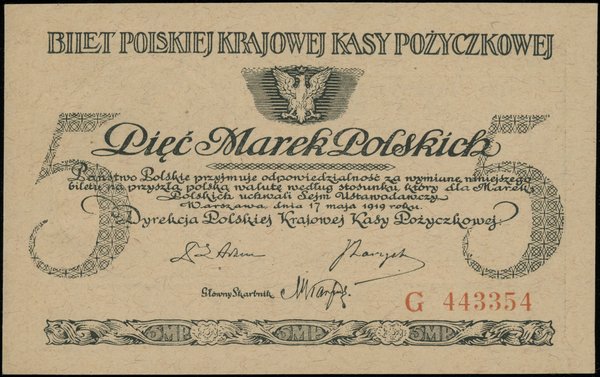 BILET POLSKIEJ KRAJOWEJ KASY POŻYCZKOWEJ
5 5
Pięć Marek Polskich
Państwo Polskie przyjmuje odpowiedzialność za wymianę niniejszego
biletu na przyszłą polską walutę według stosunku, który dla Marek
Polskich uchwali Sejm Ustawodawczy
Warszawa, dnia 17 maja 1919 roku.
Dyrekcja Polskiej Krajowej Kasy Pożyczkowej
Główny Skarbnik
G 443354
5MP 5MP 5MP